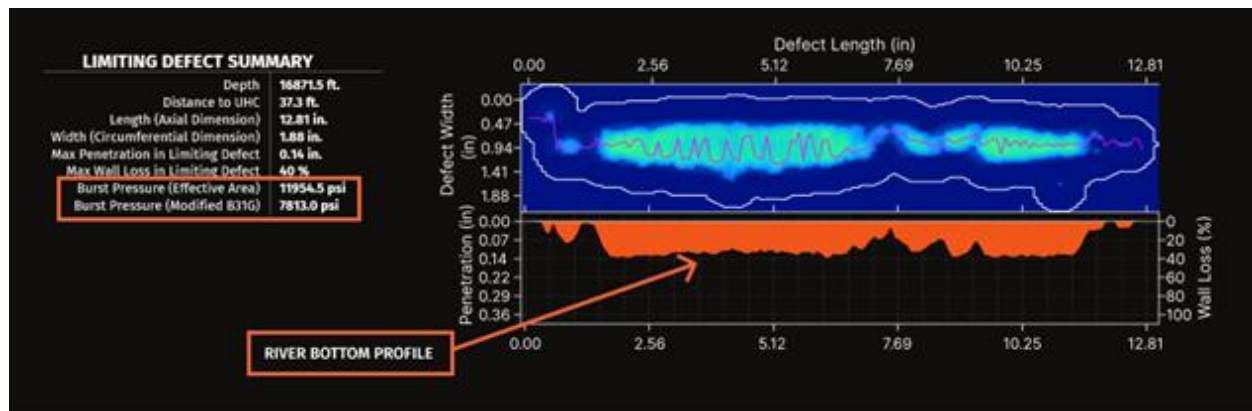 LIMITING DEFECT SUMMARY
Depth 16871.5 ft.
Distance to UHC 37.3 ft.
Length (Axial Dimension) 12.81 in.
Width (Circumferential Dimension) 1.88 in.
Max Penetration in Limiting Defect 0.14 in.
Max Wall Loss in Limiting Defect 40 %
Burst Pressure (Effective Area) 11954.5 psi
Burst Pressure (Modified B31G) 7813.0 psi
Defect Length (in)
0.00 2.56 5.12 7.69 10.25 12.81
Defect Width
(in)
0.00
0.47
0.94
1.41
1.88
Penetration (in)
0.00
0.07
0.14
0.22
0.29
0.36
0
20
40
60
80
100
Wall Loss (%)
0.00 2.56 5.12 7.69 10.25 12.81
RIVER BOTTOM PROFILE